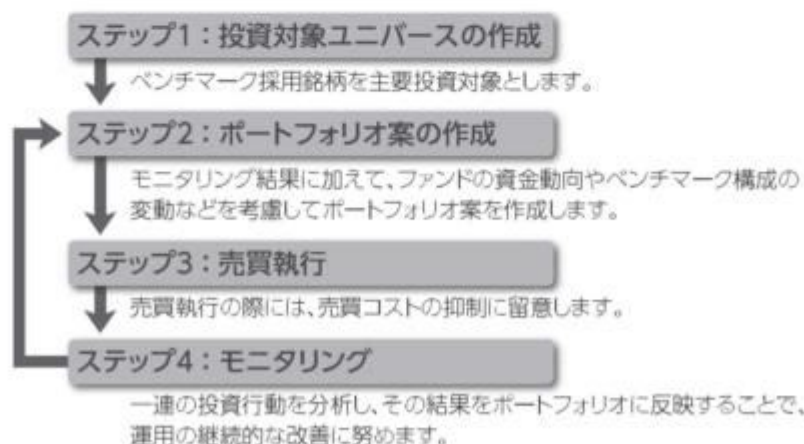 ステップ1：投資対象ユニバースの作成
ベンチマーク採用銘柄を主要投資対象とします。
ステップ2：ポートフォリオ案の作成
モニタリング結果に加えて、ファンドの資金動向やベンチマーク構成の
変動などを考慮してポートフォリオ案を作成します。
ステップ3：売買執行
売買執行の際には、売買コストの抑制に留意します。
ステップ4：モニタリング
一連の投資行動を分析し、その結果をポートフォリオに反映することで、
運用の継続的な改善に努めます。